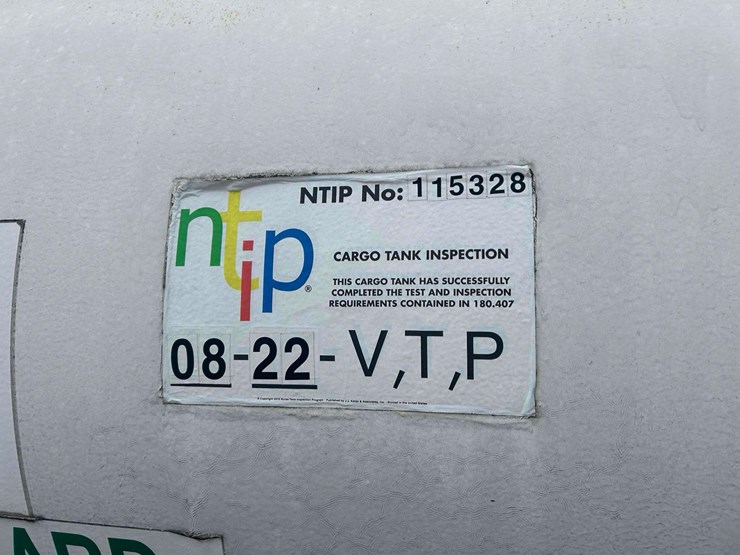 NTIP No: 115328
ntip®
CARGO TANK INSPECTION
THIS CARGO TANK HAS SUCCESSFULLY
COMPLETED THE TEST AND INSPECTION
REQUIREMENTS CONTAINED IN 180.407
08-22-V,T,P